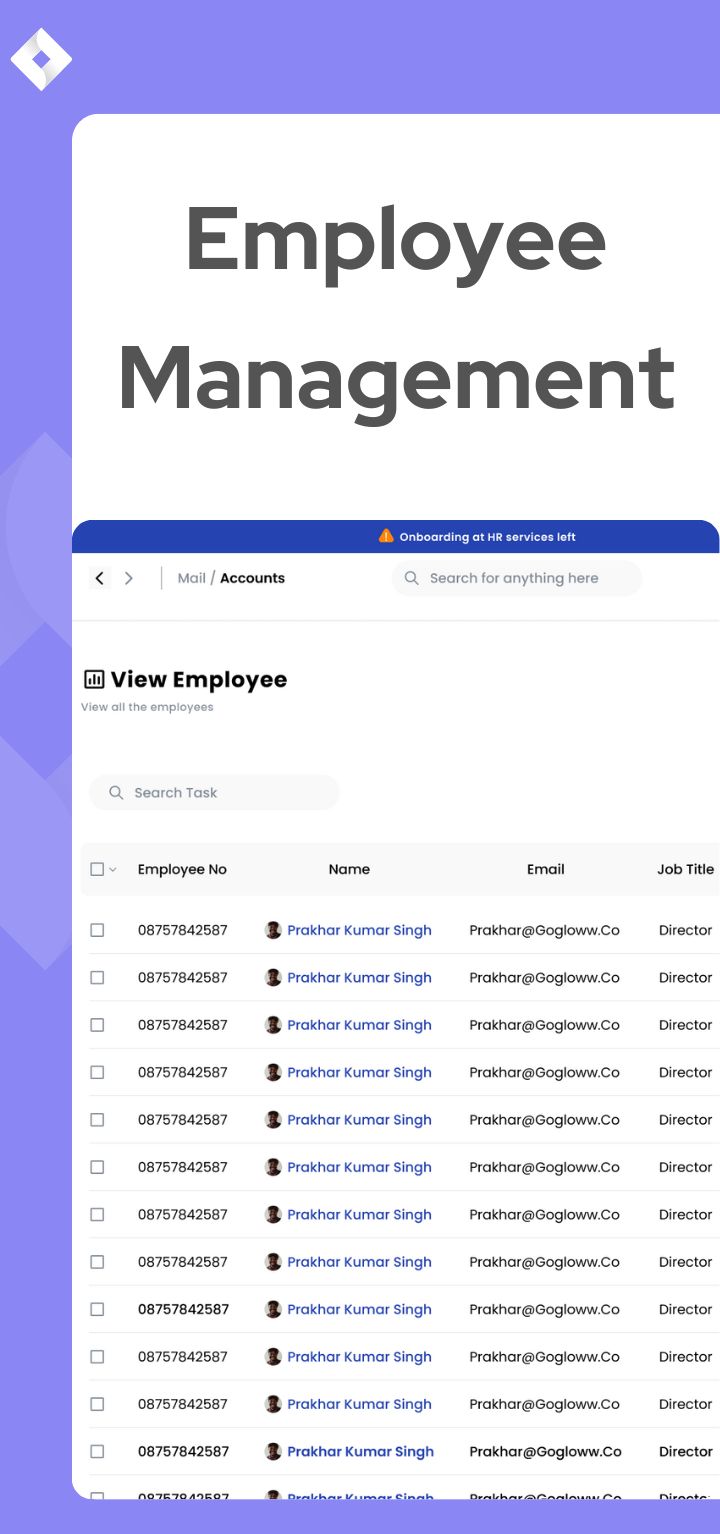 Employee
Management
Onboarding at HR services left
Mail / Accounts Search for anything here
View Employee
View all the employees
Search Task
Employee No Name Email Job Title
08757842587 Prakhar Kumar Singh Prakhar@Gogloww.Co Director
08757842587 Prakhar Kumar Singh Prakhar@Gogloww.Co Director
08757842587 Prakhar Kumar Singh Prakhar@Gogloww.Co Director
08757842587 Prakhar Kumar Singh Prakhar@Gogloww.Co Director
08757842587 Prakhar Kumar Singh Prakhar@Gogloww.Co Director
08757842587 Prakhar Kumar Singh Prakhar@Gogloww.Co Director
08757842587 Prakhar Kumar Singh Prakhar@Gogloww.Co Director
08757842587 Prakhar Kumar Singh Prakhar@Gogloww.Co Director
08757842587 Prakhar Kumar Singh Prakhar@Gogloww.Co Director
08757842587 Prakhar Kumar Singh Prakhar@Gogloww.Co Director
08757842587 Prakhar Kumar Singh Prakhar@Gogloww.Co Director
08757842587 Prakhar Kumar Singh Prakhar@Gogloww.Co Director